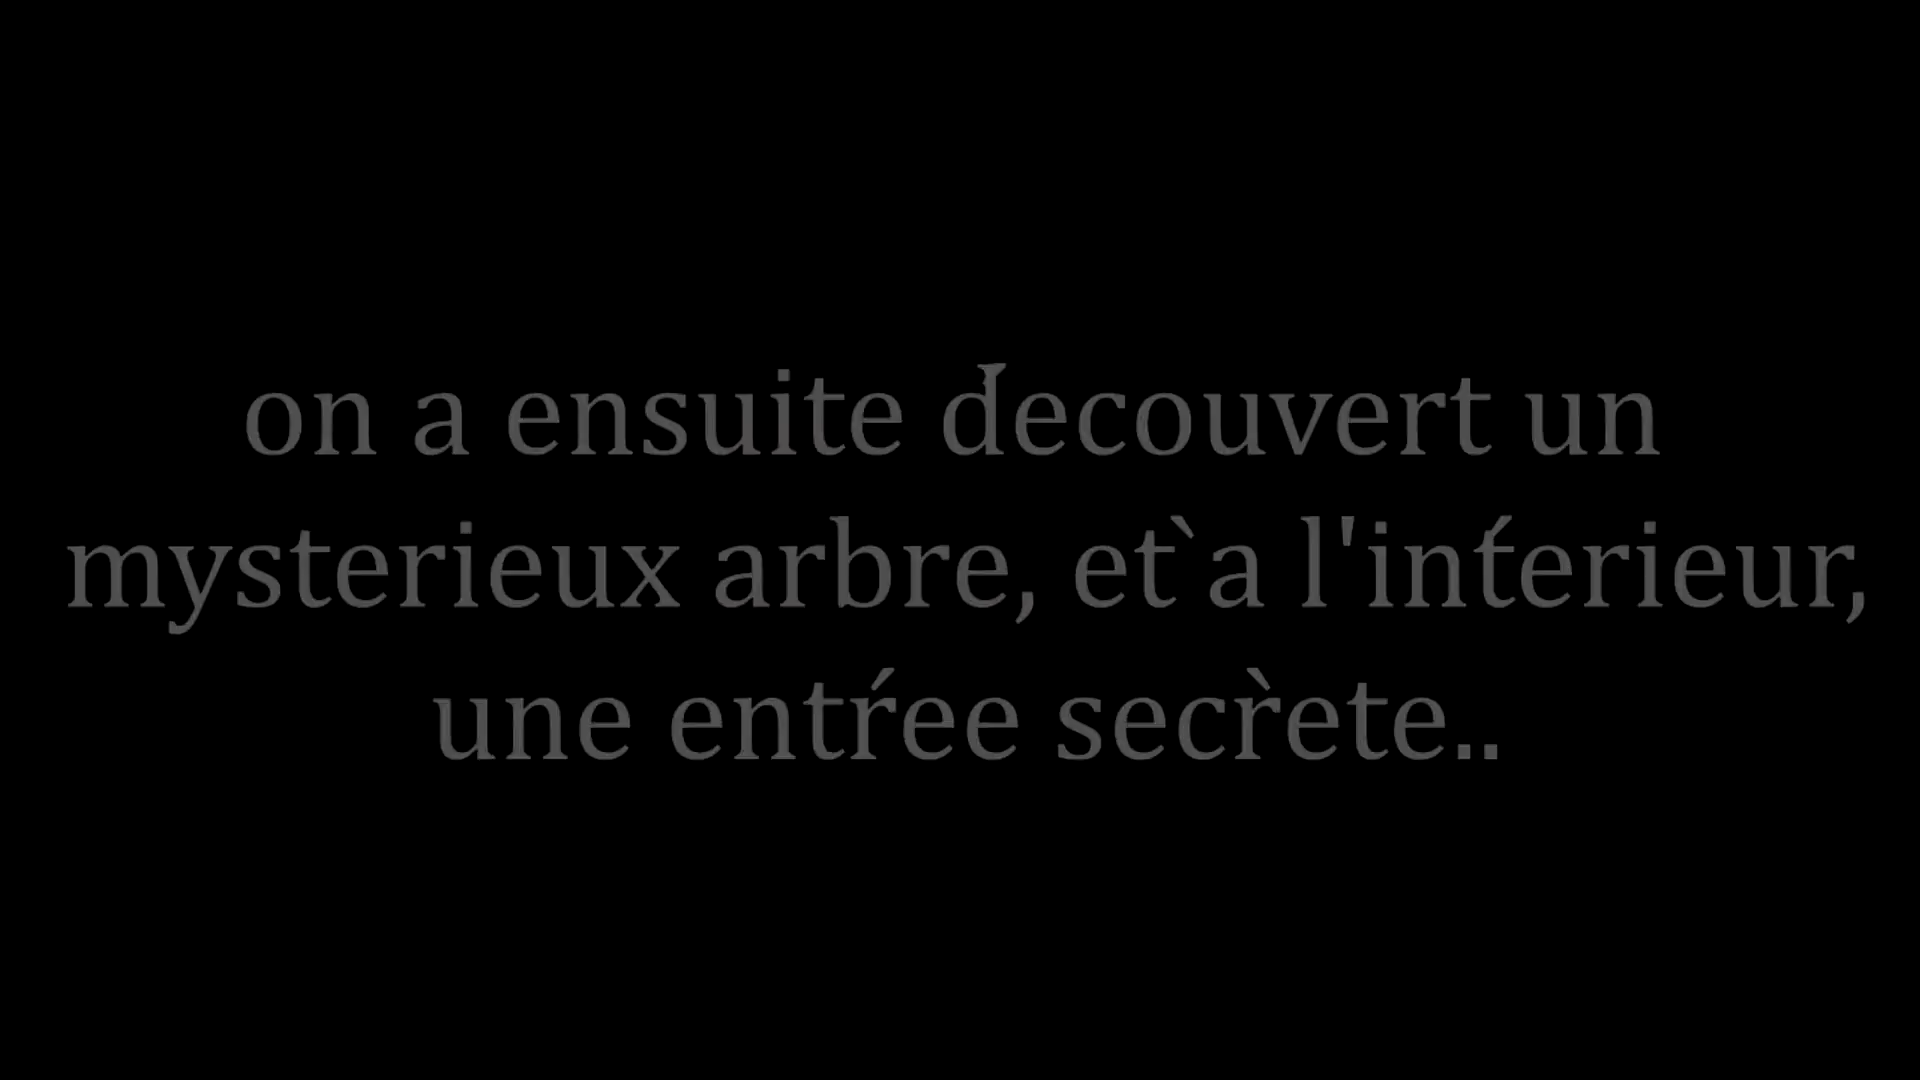 on a ensuite d́ecouvert un
mysterieux arbre, et`a l'int́erieur,
une entŕee secr̀ete..